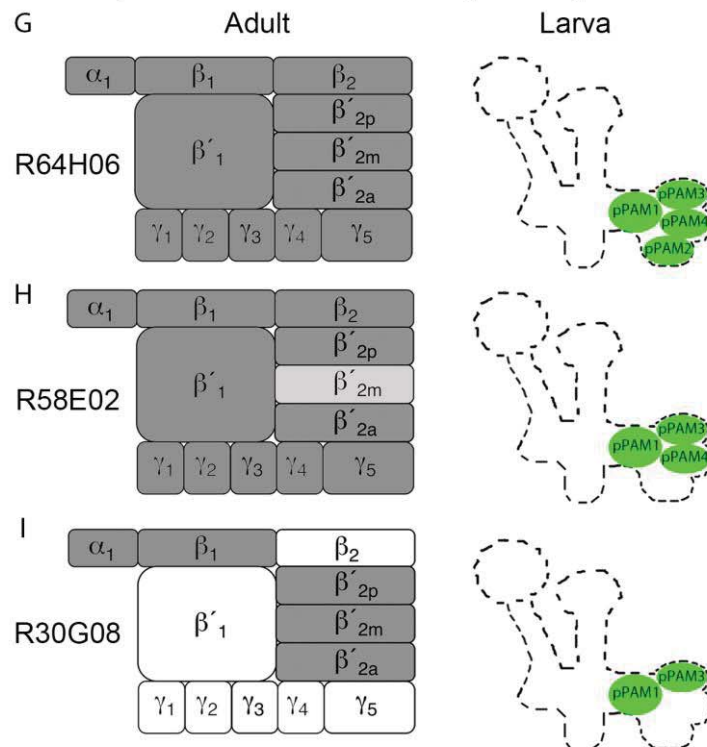 G Adult Larva
α1 β1 β2
β´2p
R64H06 β´1 β´2m
β´2a
γ1 γ2 γ3 γ4 γ5
pPAM3
pPAM1
pPAM4
pPAM2
H
α1 β1 β2
β´2p
R58E02 β´1 β´2m
β´2a
γ1 γ2 γ3 γ4 γ5
pPAM3
pPAM1
pPAM4
I
α1 β1 β2
β´2p
R30G08 β´1 β´2m
β´2a
γ1 γ2 γ3 γ4 γ5
pPAM3
pPAM1